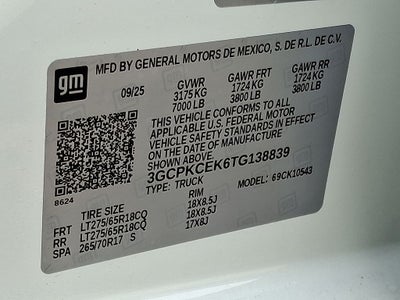 gm
MFD BY GENERAL MOTORS DE MEXICO, S. DE R.L. DE C.V.
09/25 GVWR GAWR FRT GAWR RR
3175 KG 1724 KG 1724 KG
7000 LB 3800 LB 3800 LB
THIS VEHICLE CONFORMS TO ALL
APPLICABLE U.S. FEDERAL MOTOR
VEHICLE SAFETY STANDARDS IN EFFECT
ON THE DATE OF MANUFACTURE SHOWN ABOVE.
3GCPKCEK6TG138839
TYPE: TRUCK MODEL: 69CK10543
8624
TIRE SIZE RIM
FRT LT275/65R18CQ 18X8.5J
RR LT275/65R18CQ 18X8.5J
SPA 265/70R17 S 17X8J